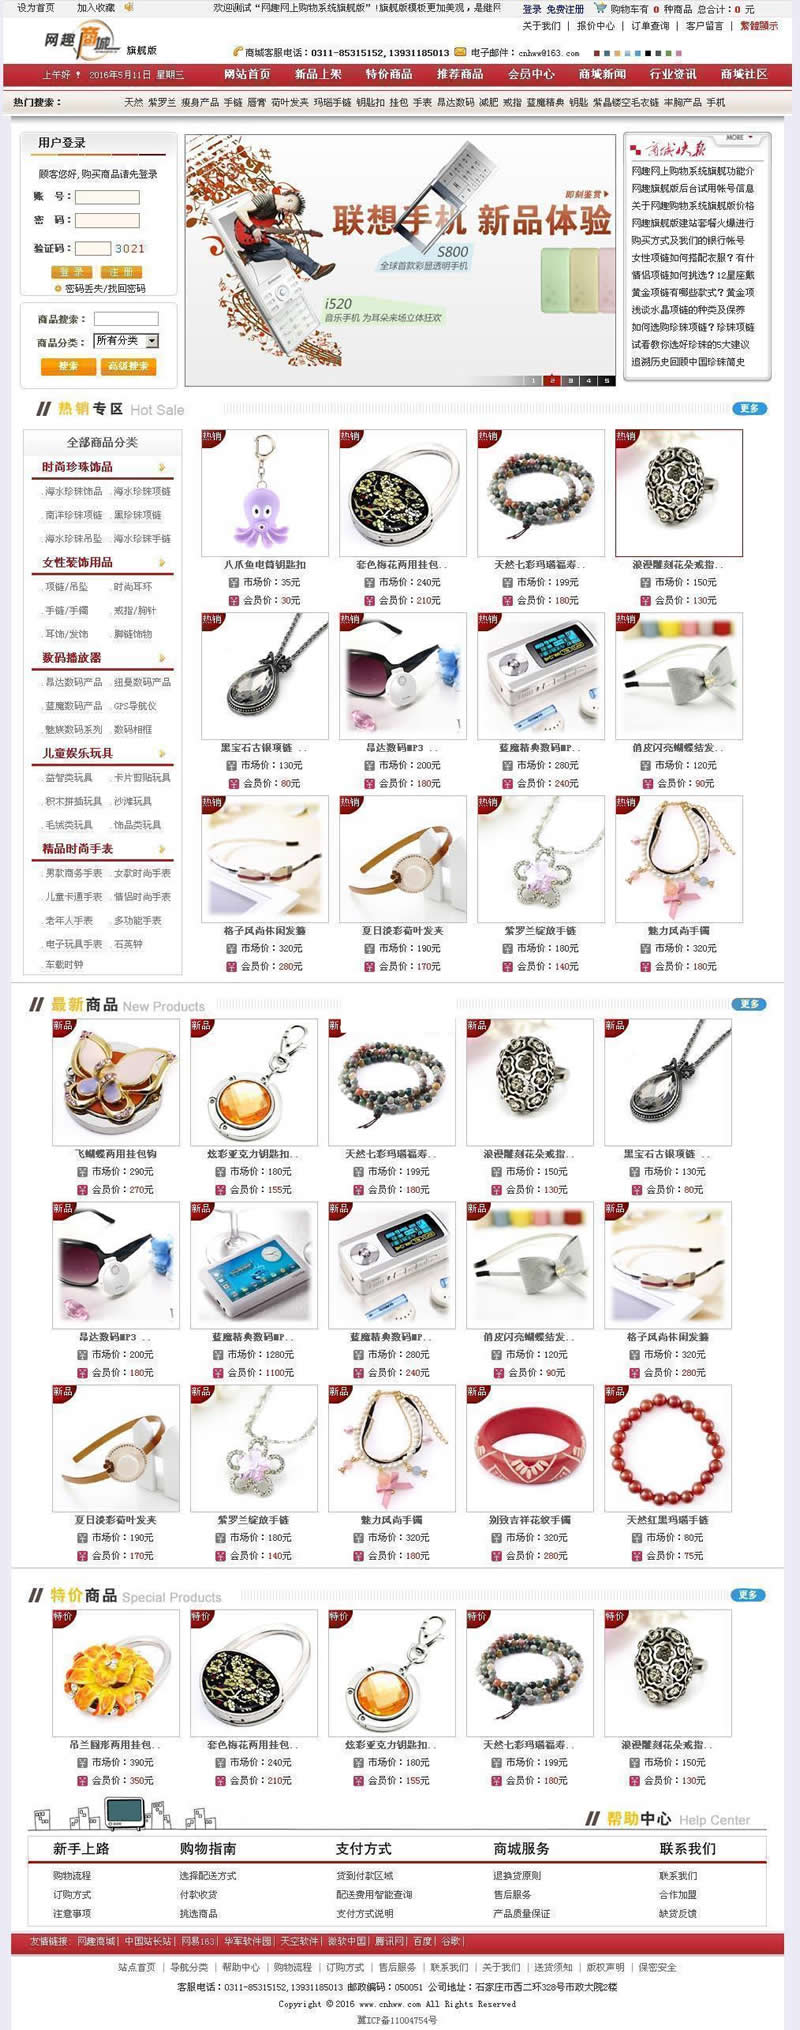 设为首页 加入收藏 欢迎测试“网趣网上购物系统旗舰版”!旗舰版模板更加美观,是继网 登录 免费注册 购物车有 0 种商品 总合计:0 元
关于我们 | 报价中心 | 订单查询 | 客户留言 | 繁體顯示
网趣商城 旗舰版
商城客服电话:0311-85315152,13931185013 电子邮件:cnhww@163.com
上午好! 2016年5月11日 星期三 网站首页 新品上架 特价商品 推荐商品 会员中心 商城新闻 行业资讯 商城社区
热门搜索: 天然 紫罗兰 瘦身产品 手链 唇膏 荷叶发夹 玛瑙手链 钥匙扣 挂包 手表 昂达数码 减肥 戒指 蓝魔精典 钥匙 紫晶镂空毛衣链 丰胸产品 手机
用户登录
顾客您好,购买商品请先登录
账 号:
密 码:
验证码: 3021
登 录 注 册
密码丢失/找回密码
商品搜索:
商品分类: 所有分类
搜索 高级搜索
即刻鉴赏
联想手机 新品体验
S800
全球首款彩显透明手机
i520
音乐手机 为耳朵来场立体狂欢
1 2 3 4 5
商城快报 MORE
网趣网上购物系统旗舰功能介
网趣旗舰版后台试用帐号信息
关于网趣购物系统旗舰版价格
网趣旗舰版建站套餐火爆进行
购买方式及我们的银行帐号
女性项链如何搭配衣服?有什
情侣项链如何挑选?12星座戴
黄金项链有哪些款式?黄金项
浅谈水晶项链的种类及保养
如何选购珍珠项链?珍珠项链
试看教你选好珍珠的5大建议
追溯历史回顾中国珍珠简史
// 热销专区 Hot Sale 更多
全部商品分类
时尚珍珠饰品
海水珍珠饰品 海水珍珠项链
南洋珍珠项链 黑珍珠项链
海水珍珠吊坠 海水珍珠手链
女性装饰用品
项链/吊坠 时尚耳环
手链/手镯 戒指/胸针
耳饰/发饰 脚链饰物
数码播放器
昂达数码产品 纽曼数码产品
蓝魔数码产品 GPS导航仪
魅族数码系列 数码相框
儿童娱乐玩具
益智类玩具 卡片剪贴玩具
积木拼插玩具 沙滩玩具
毛绒类玩具 饰品类玩具
精品时尚手表
男款商务手表 女款时尚手表
儿童卡通手表 情侣时尚手表
老年人手表 多功能手表
电子玩具手表 石英钟
车载时钟
热销 热销 热销 热销
八爪鱼电筒钥匙扣 套色梅花两用挂包.. 天然七彩玛瑙福寿.. 浪漫雕刻花朵戒指..
市场价:35元 市场价:240元 市场价:199元 市场价:150元
会员价:30元 会员价:210元 会员价:180元 会员价:130元
热销 热销 热销 热销
黑宝石古银项链 .. 昂达数码MP3 .. 蓝魔精典数码MP.. 俏皮闪亮蝴蝶结发..
市场价:130元 市场价:200元 市场价:280元 市场价:120元
会员价:80元 会员价:180元 会员价:240元 会员价:90元
热销 热销 热销 热销
格子风尚休闲发簪 夏日淡彩荷叶发夹 紫罗兰绽放手链 魅力风尚手镯
市场价:320元 市场价:190元 市场价:180元 市场价:320元
会员价:280元 会员价:170元 会员价:140元 会员价:180元
// 最新商品 New Products 更多
新品 新品 新品 新品
飞蝴蝶两用挂包钩 炫彩亚克力钥匙扣.. 天然七彩玛瑙福寿.. 浪漫雕刻花朵戒指.. 黑宝石古银项链 ..
市场价:290元 市场价:180元 市场价:199元 市场价:150元 市场价:130元
会员价:270元 会员价:155元 会员价:180元 会员价:130元 会员价:80元
新品 新品 新品 新品 新品
昂达数码MP3 .. 蓝魔精典数码MP.. 蓝魔精典数码MP.. 俏皮闪亮蝴蝶结发.. 格子风尚休闲发簪
市场价:200元 市场价:1280元 市场价:280元 市场价:120元 市场价:320元
会员价:180元 会员价:1100元 会员价:240元 会员价:90元 会员价:280元
新品 新品 新品 新品 新品
夏日淡彩荷叶发夹 紫罗兰绽放手链 魅力风尚手镯 别致吉祥花纹手镯 天然红黑玛瑙手链
市场价:190元 市场价:180元 市场价:320元 市场价:320元 市场价:80元
会员价:170元 会员价:140元 会员价:180元 会员价:280元 会员价:75元
// 特价商品 Special Products 更多
特价 特价 特价 特价 特价
吊兰圆形两用挂包.. 套色梅花两用挂包.. 炫彩亚克力钥匙扣.. 天然七彩玛瑙福寿.. 浪漫雕刻花朵戒指..
市场价:390元 市场价:240元 市场价:180元 市场价:199元 市场价:150元
会员价:350元 会员价:210元 会员价:155元 会员价:180元 会员价:130元
// 帮助中心 Help Center
新手上路 购物指南 支付方式 商城服务 联系我们
购物流程 选择配送方式 货到付款区域 退换货原则 联系我们
订购方式 付款收货 配送费用智能查询 售后服务 合作加盟
注意事项 挑选商品 支付方式说明 产品质量保证 缺货反馈
友情链接: 网趣商城| 中国站长站| 网易163| 华军软件园| 天空软件| 微软中国| 腾讯网| 百度| 谷歌|
站点首页 | 导航分类 | 帮助中心 | 购物流程 | 订购方式 | 售后服务 | 联系我们 | 关于我们 | 送货须知 | 版权声明 | 保密安全
客服电话:0311-85315152,13931185013 邮政编码:050051 公司地址:石家庄市西二环328号市政大院2楼
Copyright © 2016 www.cnhww.com All Rights Reserved
冀ICP备11004754号